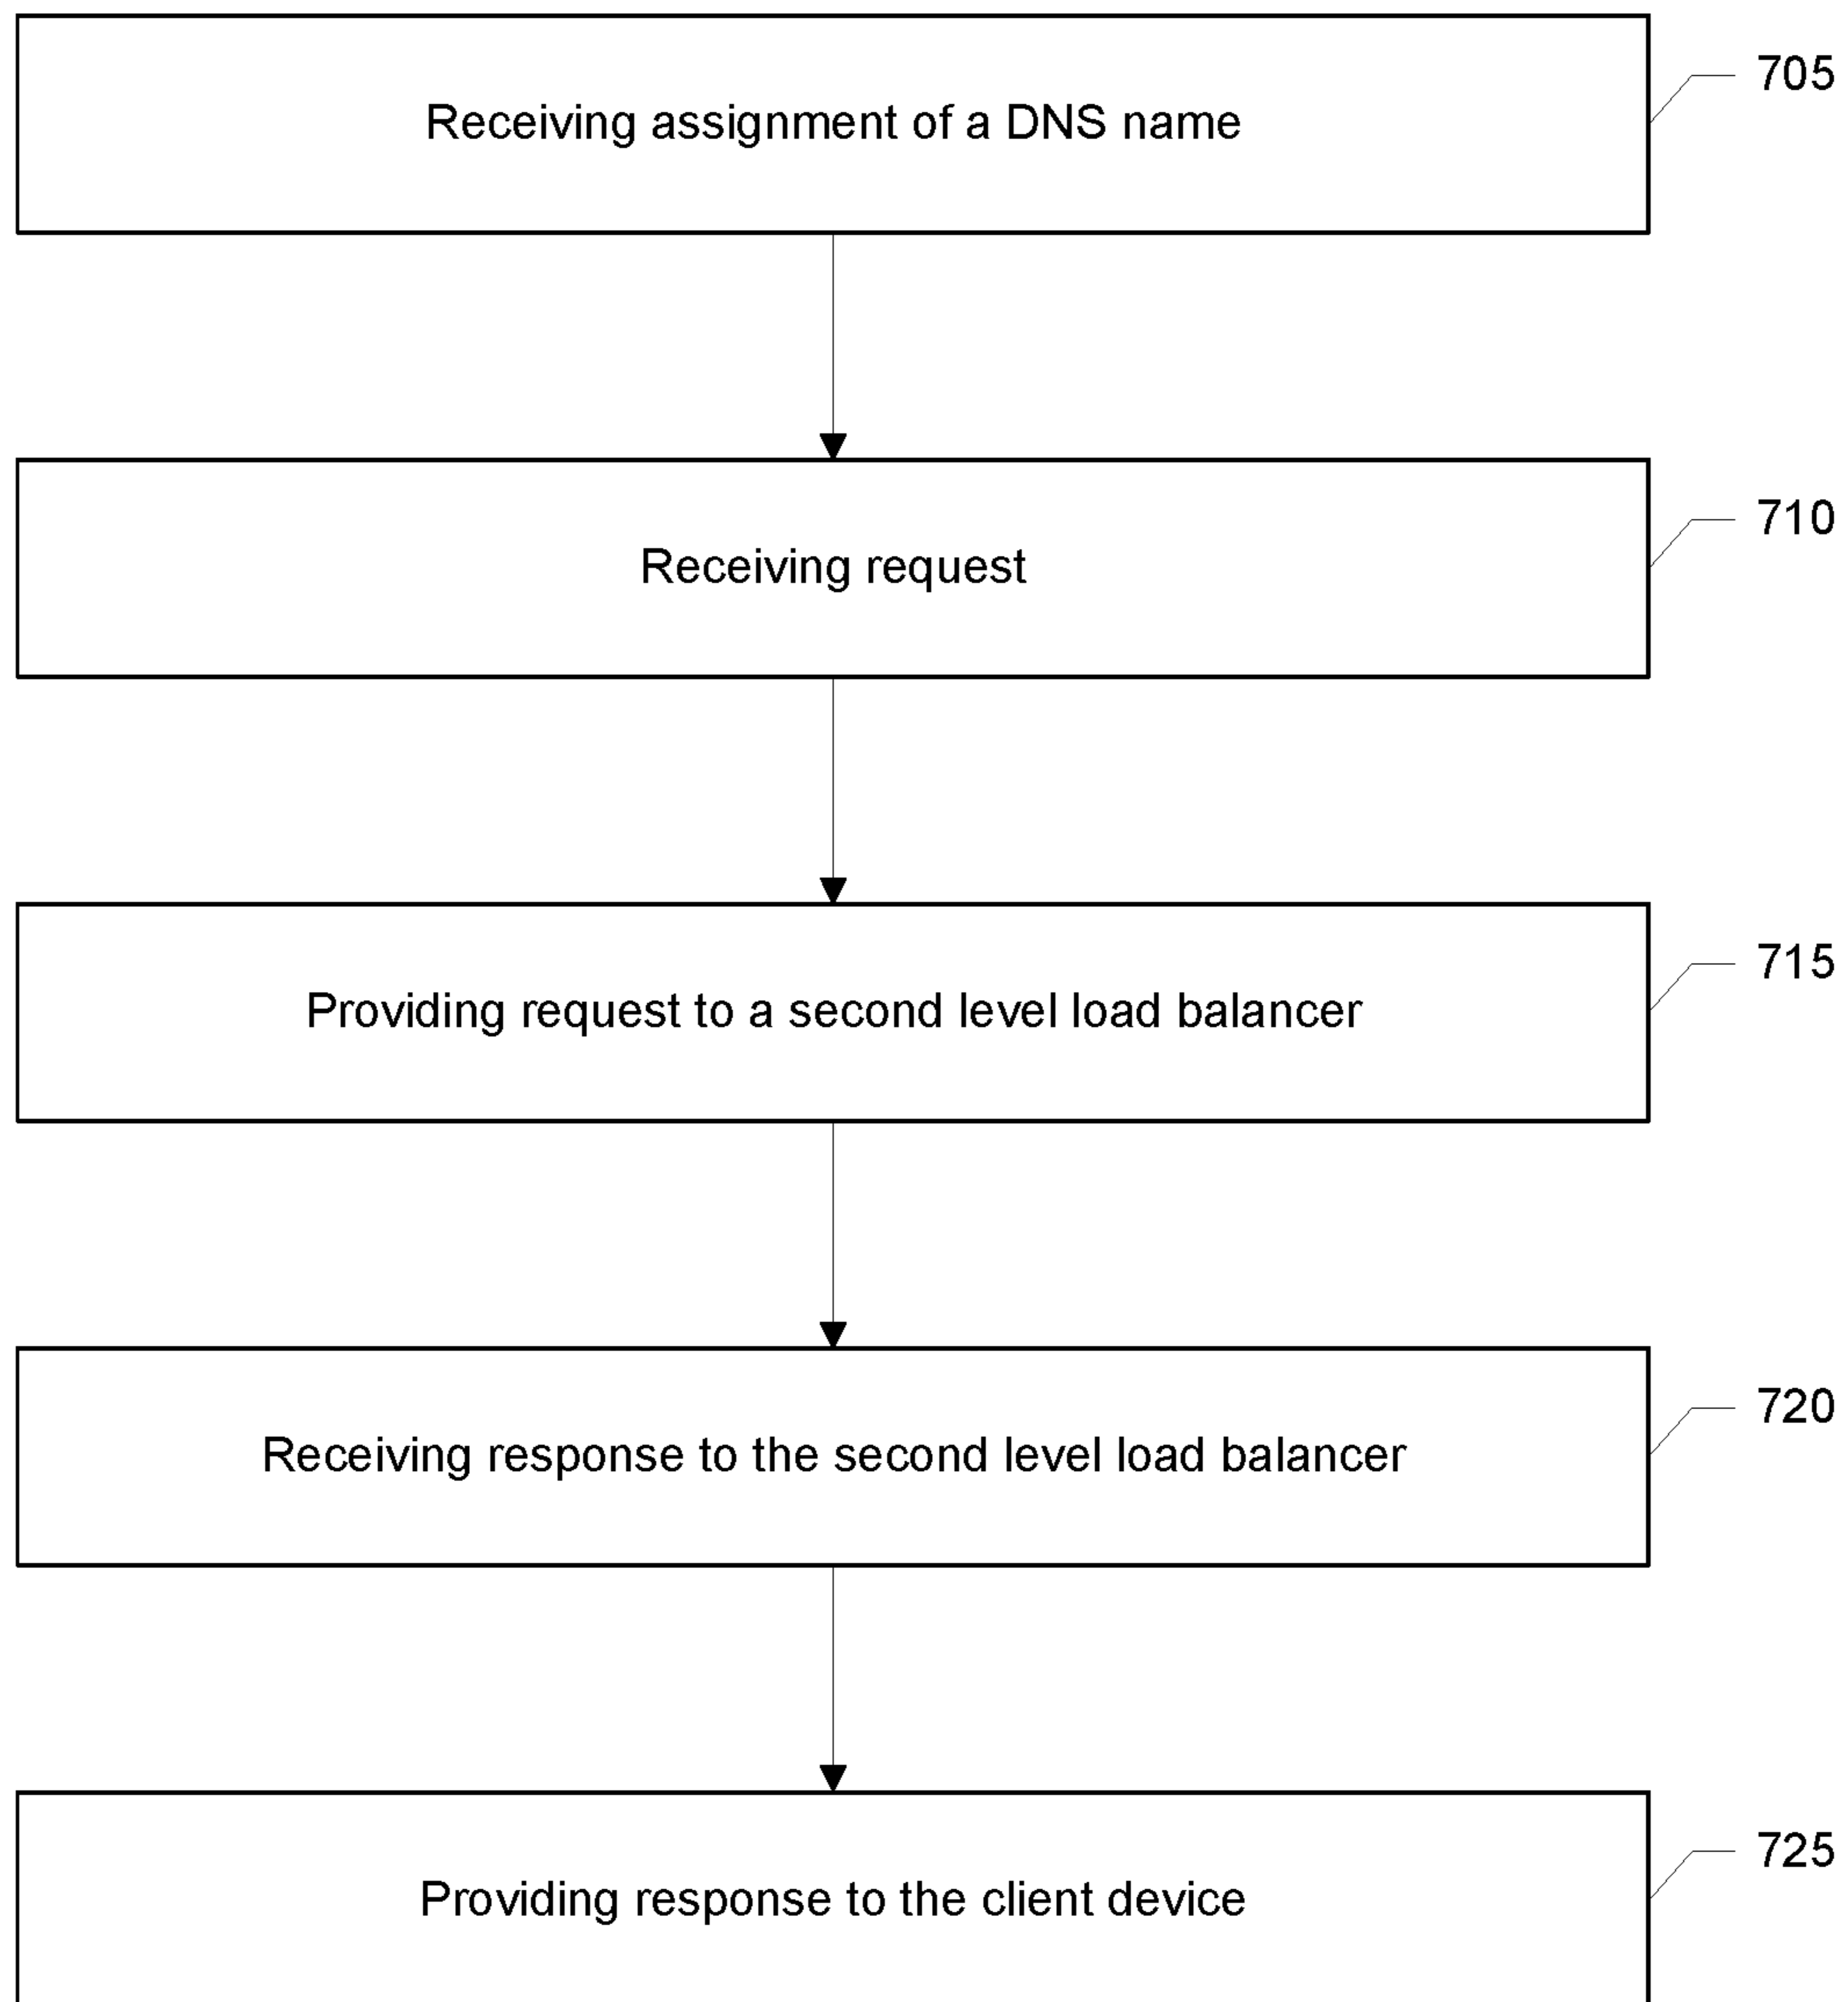 Receiving assignment of a DNS name
705
Receiving request
710
Providing request to a second level load balancer
715
Receiving response to the second level load balancer
720
Providing response to the client device
725